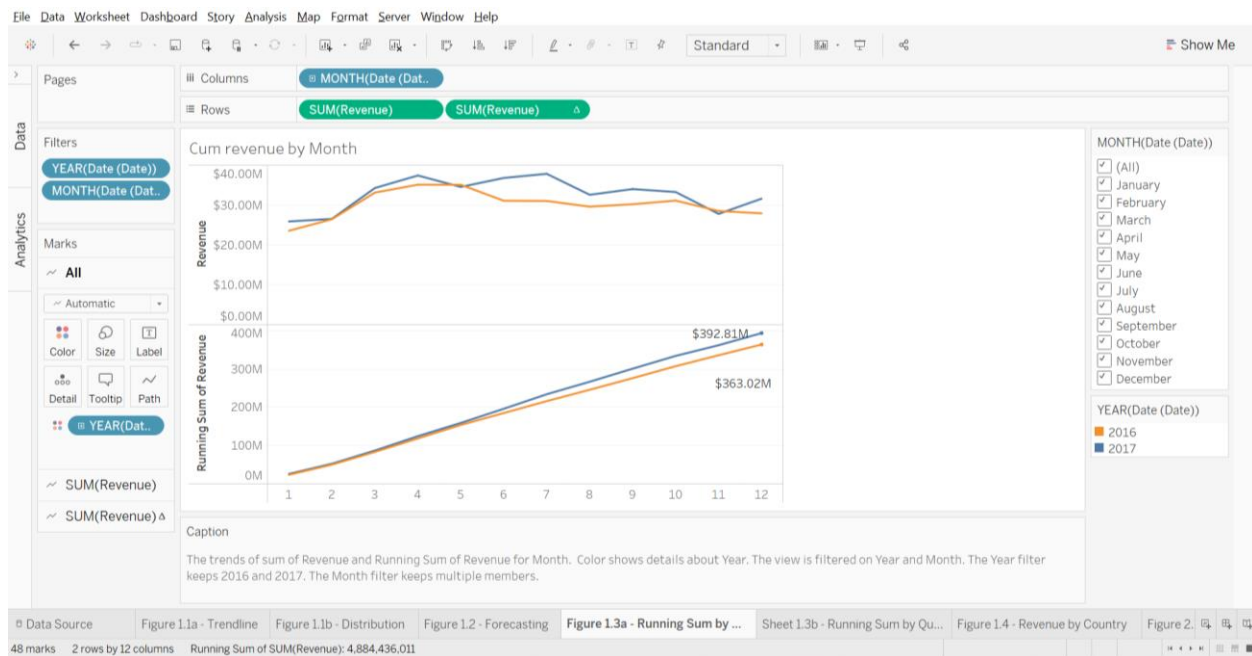 File Data Worksheet Dashboard Story Analysis Map Format Server Window Help
Standard
Show Me
Data
Analytics
Pages
Columns
MONTH(Date (Dat..
Rows
SUM(Revenue)
SUM(Revenue) Δ
Filters
YEAR(Date (Date))
MONTH(Date (Dat..
Marks
All
Automatic
Color Size Label
Detail Tooltip Path
YEAR(Dat..
SUM(Revenue)
SUM(Revenue) Δ
Cum revenue by Month
Revenue
$40.00M
$30.00M
$20.00M
$10.00M
$0.00M
Running Sum of Revenue
400M
300M
200M
100M
0M
$392.81M
$363.02M
1 2 3 4 5 6 7 8 9 10 11 12
MONTH(Date (Date))
(All)
January
February
March
April
May
June
July
August
September
October
November
December
YEAR(Date (Date))
2016
2017
Caption
The trends of sum of Revenue and Running Sum of Revenue for Month. Color shows details about Year. The view is filtered on Year and Month. The Year filter
keeps 2016 and 2017. The Month filter keeps multiple members.
Data Source Figure 1.1a - Trendline Figure 1.1b - Distribution Figure 1.2 - Forecasting Figure 1.3a - Running Sum by ... Sheet 1.3b - Running Sum by Qu... Figure 1.4 - Revenue by Country Figure 2.
48 marks 2 rows by 12 columns Running Sum of SUM(Revenue): 4,884,436,011